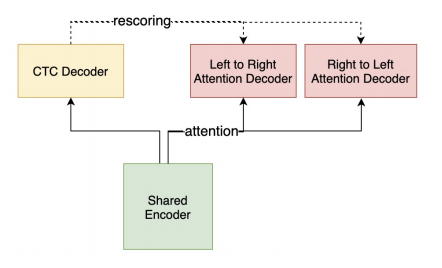 rescoring
CTC Decoder
Left to Right
Attention Decoder
Right to Left
Attention Decoder
attention
Shared
Encoder